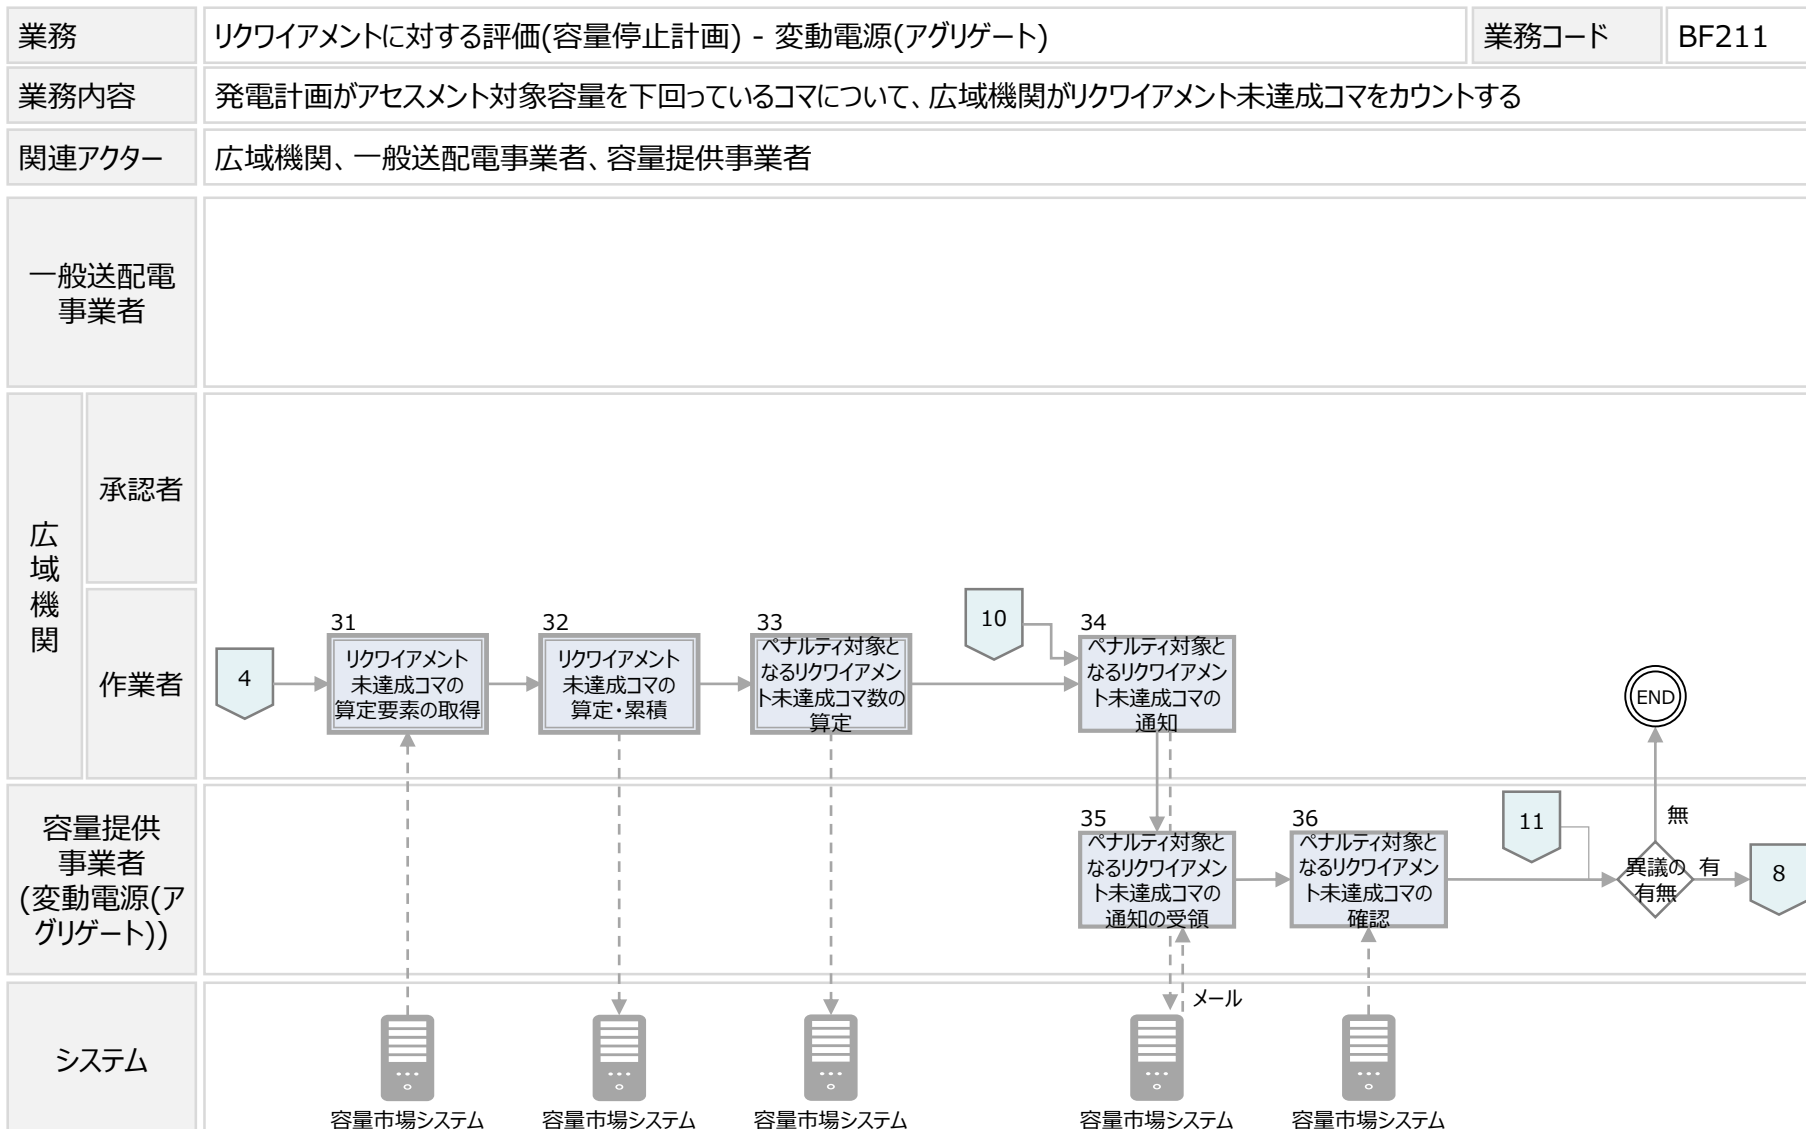 業務
リクワイアメントに対する評価(容量停止計画) - 変動電源(アグリゲート)
業務コード
BF211
業務内容
発電計画がアセスメント対象容量を下回っているコマについて、広域機関がリクワイアメント未達成コマをカウントする
関連アクター
広域機関、一般送配電事業者、容量提供事業者
一般送配電
事業者
広
域
機
関
承認者
作業者
4
31
リクワイアメント
未達成コマの
算定要素の取得
32
リクワイアメント
未達成コマの
算定・累積
33
ペナルティ対象と
なるリクワイアメン
ト未達成コマ数の
算定
10
34
ペナルティ対象と
なるリクワイアメン
ト未達成コマの
通知
END
容量提供
事業者
(変動電源(ア
グリゲート))
35
ペナルティ対象と
なるリクワイアメン
ト未達成コマの
通知の受領
36
ペナルティ対象と
なるリクワイアメン
ト未達成コマの
確認
11
無
異議の
有無
有
8
システム
メール
容量市場システム
容量市場システム
容量市場システム
容量市場システム
容量市場システム